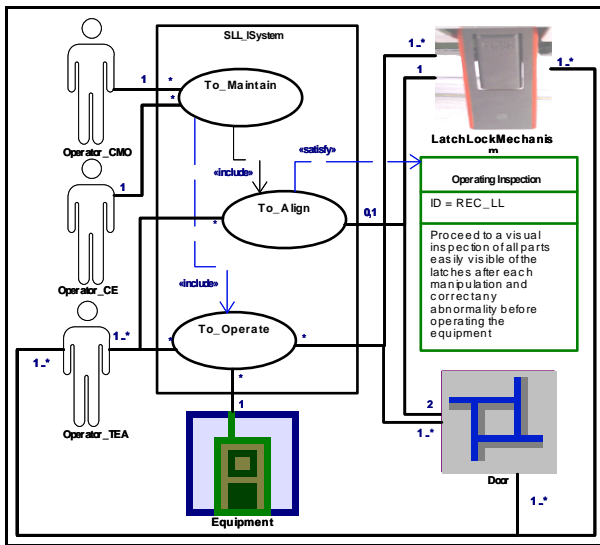 SLL_ISystem
1
*
To_Maintain
*
Operator_CMO
1
Operator_CE
«include»
«satisfy»
To_Align
*
0,1
«include»
To_Operate
*
*
*
1..*
1..*
Operator_TEA
1
Equipment
1..*
1
1..*
LatchLockMechanis
m
Operating Inspection
ID = REC_LL
Proceed to a visual
inspection of all parts
easily visible of the
latches after each
manipulation and
correctany
abnormality before
operating the
equipment
2
1..*
Door
1..*